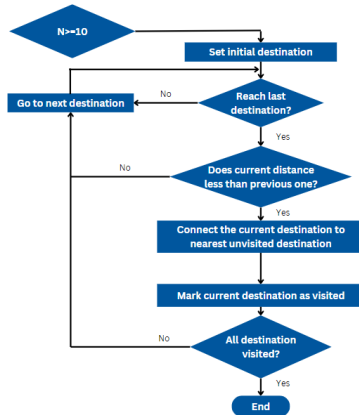 N>=10
Set initial destination
Go to next destination
No
Reach last
destination?
Yes
No
Does current distance
less than previous one?
Yes
Connect the current destination to
nearest unvisited destination
Mark current destination as visited
No
All destination
visited?
Yes
End